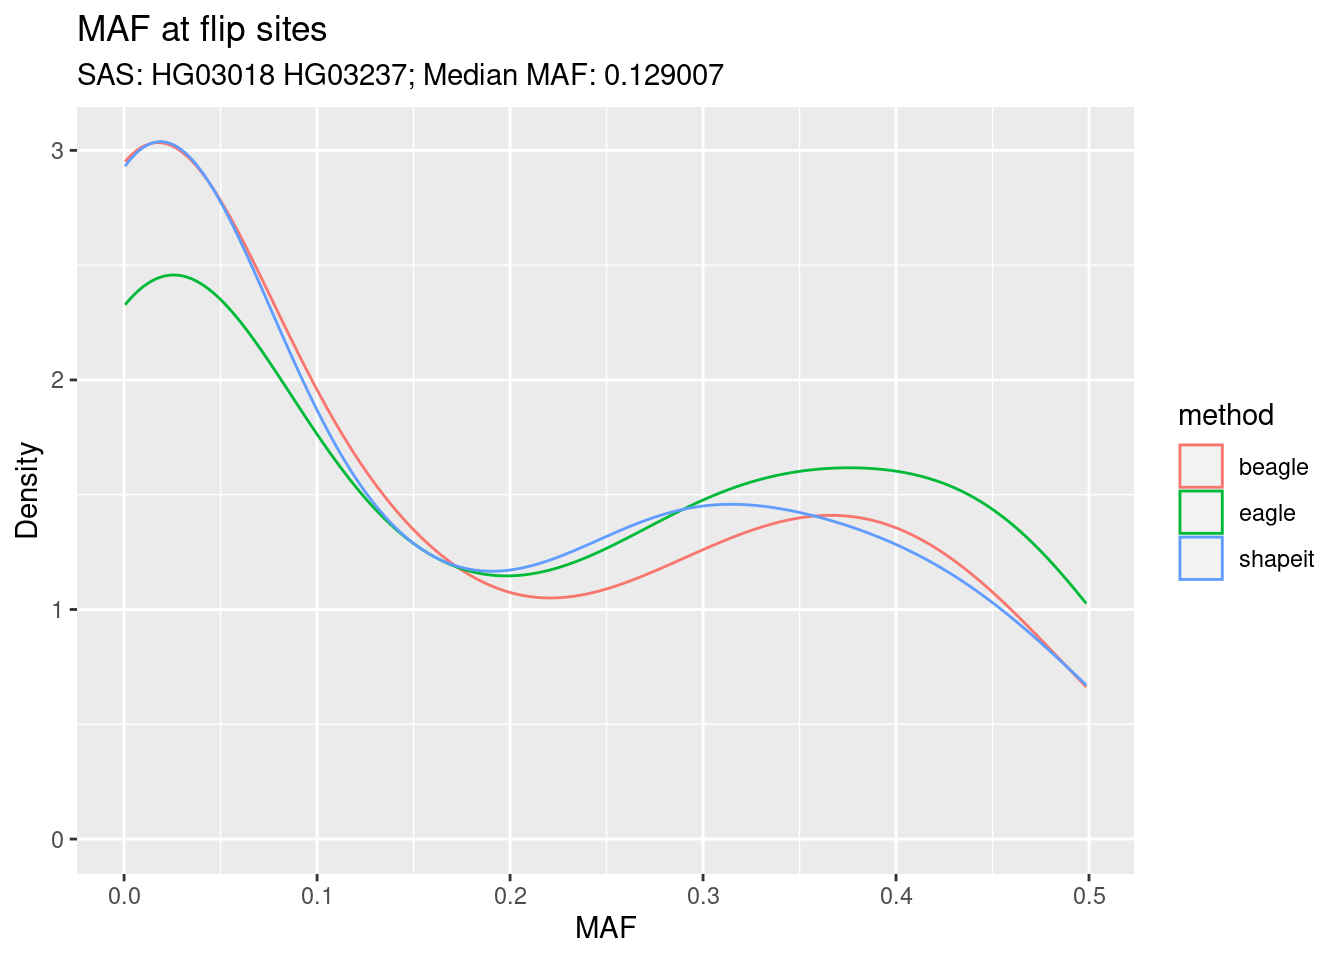 MAF at flip sites
SAS: HG03018 HG03237; Median MAF: 0.129007
3
2
1
0
Density
0.0 0.1 0.2 0.3 0.4 0.5
MAF
method
beagle
eagle
shapeit